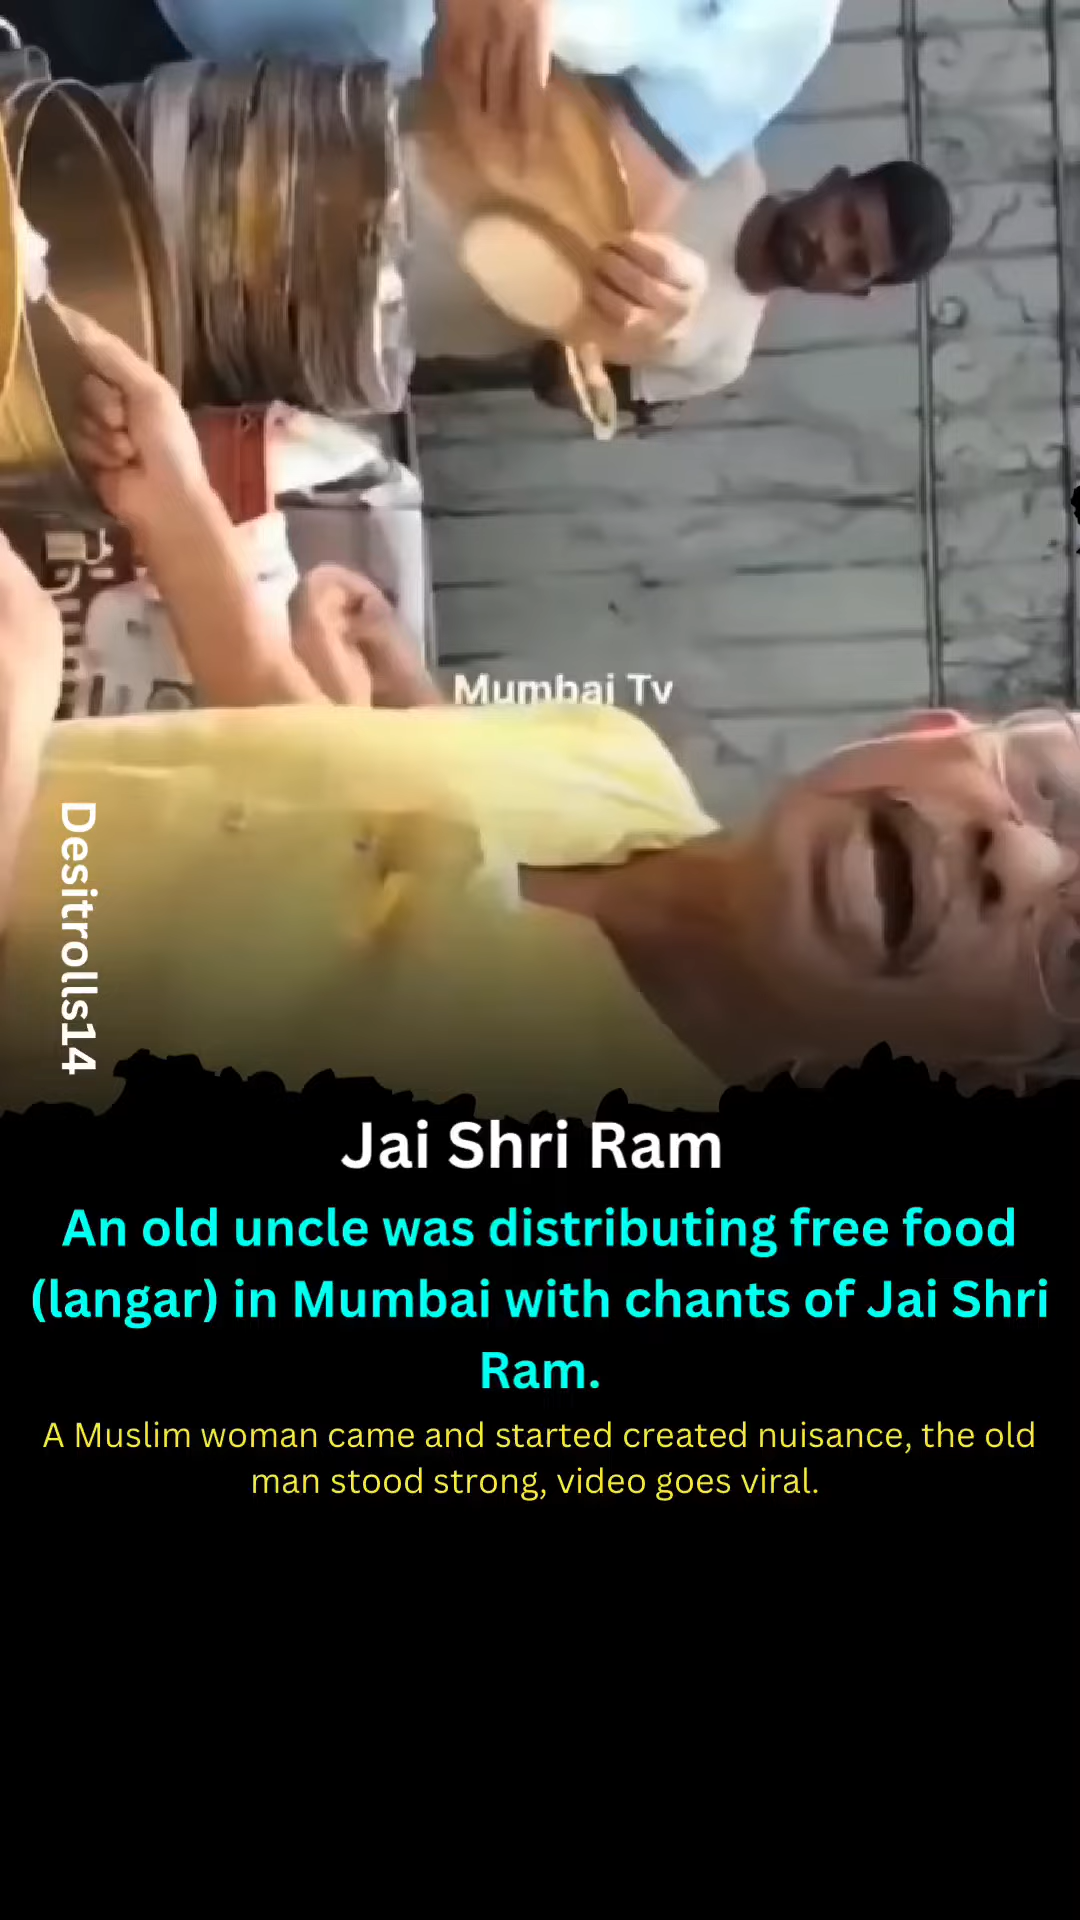 Mumbai Tv
Desitrolls14
Jai Shri Ram
An old uncle was distributing free food
(langar) in Mumbai with chants of Jai Shri
Ram.
A Muslim woman came and started created nuisance, the old
man stood strong, video goes viral.